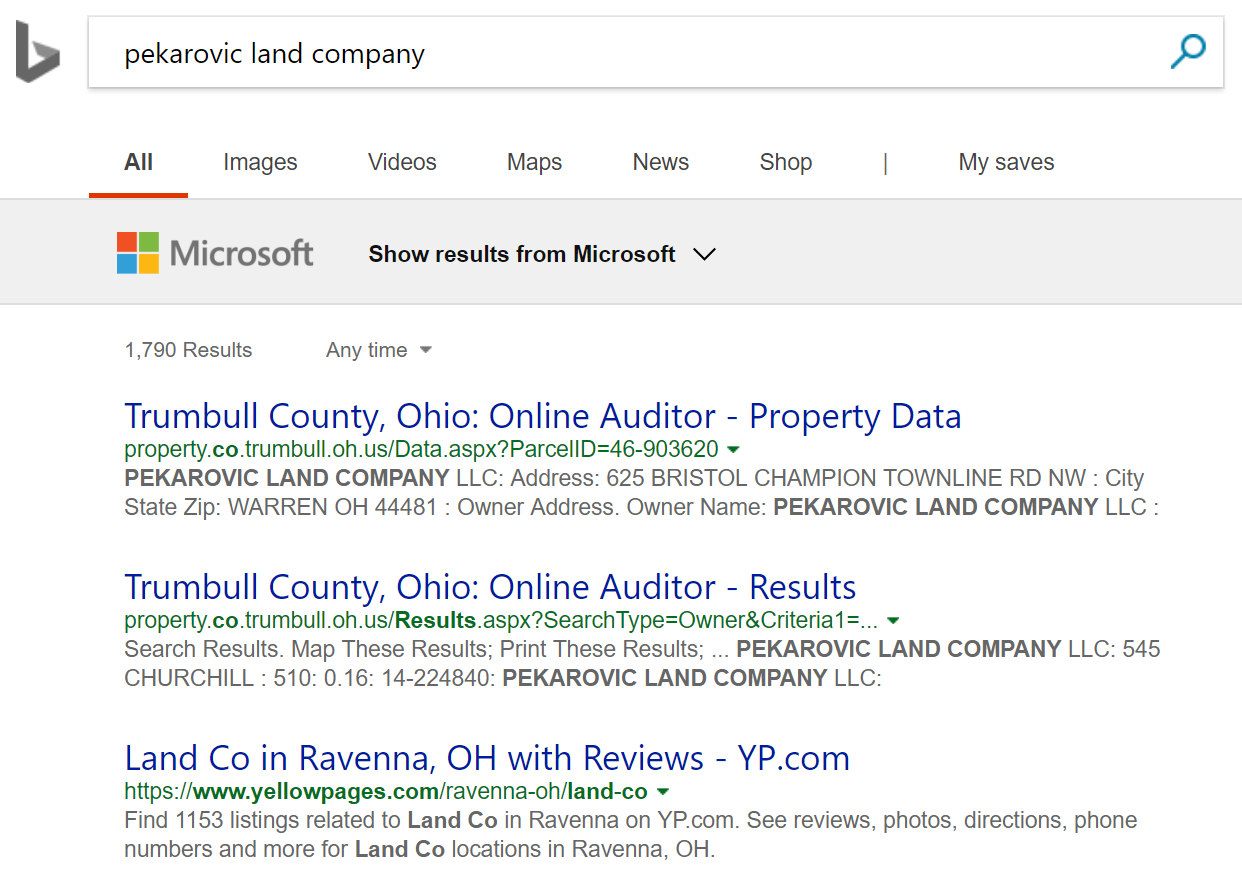 pekarovic land company
All Images Videos Maps News Shop | My saves
Microsoft Show results from Microsoft
1,790 Results Any time
Trumbull County, Ohio: Online Auditor - Property Data
property.co.trumbull.oh.us/Data.aspx?ParcelID=46-903620
PEKAROVIC LAND COMPANY LLC: Address: 625 BRISTOL CHAMPION TOWNLINE RD NW : City
State Zip: WARREN OH 44481 : Owner Address. Owner Name: PEKAROVIC LAND COMPANY LLC :
Trumbull County, Ohio: Online Auditor - Results
property.co.trumbull.oh.us/Results.aspx?SearchType=Owner&Criteria1=...
Search Results. Map These Results; Print These Results; ... PEKAROVIC LAND COMPANY LLC: 545
CHURCHILL : 510: 0.16: 14-224840: PEKAROVIC LAND COMPANY LLC:
Land Co in Ravenna, OH with Reviews - YP.com
https://www.yellowpages.com/ravenna-oh/land-co
Find 1153 listings related to Land Co in Ravenna on YP.com. See reviews, photos, directions, phone
numbers and more for Land Co locations in Ravenna, OH.